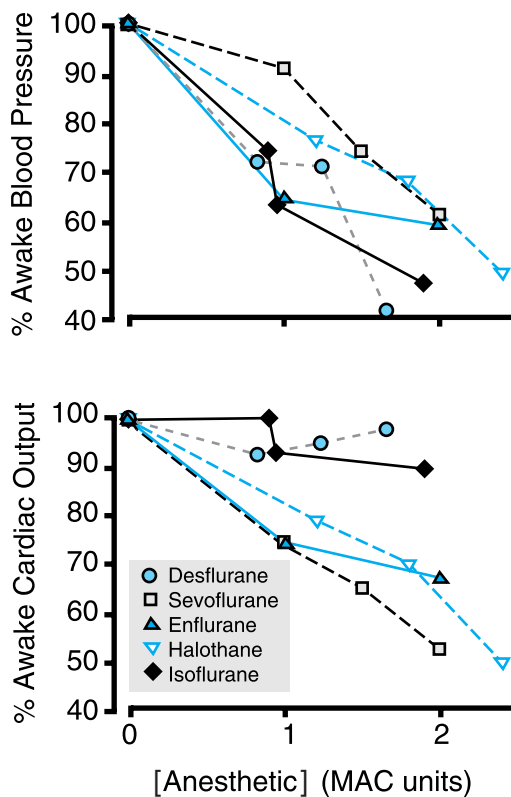 % Awake Blood Pressure
100
90
80
70
60
50
40
% Awake Cardiac Output
100
90
80
70
60
50
40
Desflurane
Sevoflurane
Enflurane
Halothane
Isoflurane
0 1 2
[Anesthetic] (MAC units)